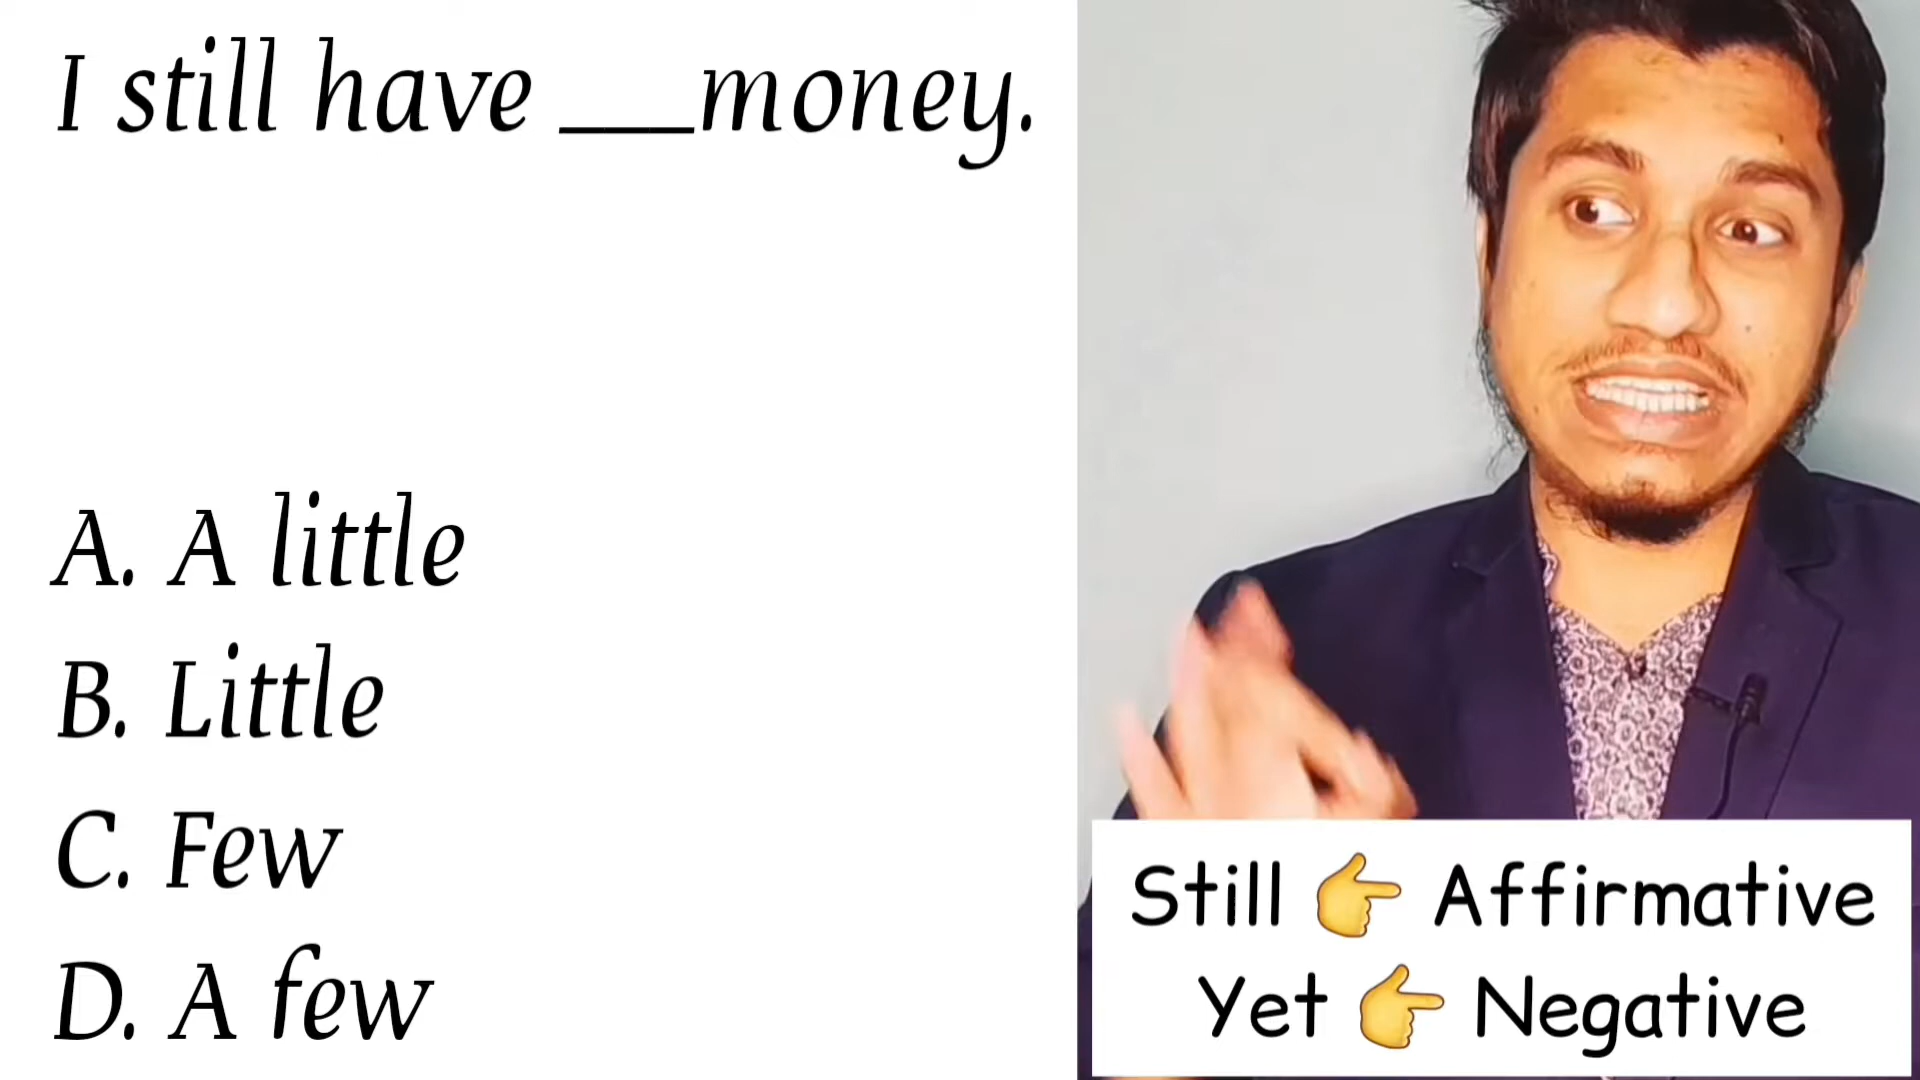 I still have ___money.
A. A little
B. Little
C. Few
D. A few
Still 👉 Affirmative
Yet 👉 Negative